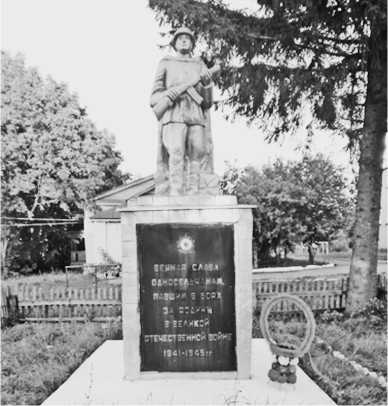 ВЕЧНАЯ СЛАВА
ОДНОСЕЛЬЧАНАМ,
ПАВШИМ В БОЯХ
ЗА РОДИНУ
В ВЕЛИКОЙ
ОТЕЧЕСТВЕННОЙ ВОЙНЕ
1941-1945гг